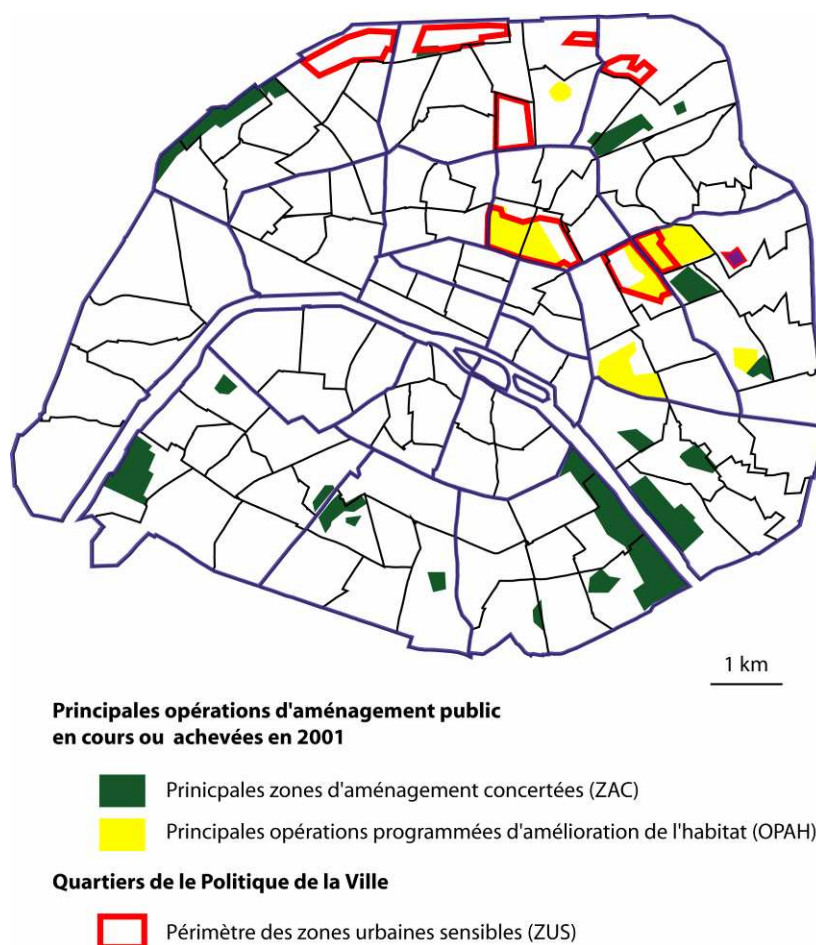 1 km
Principales opérations d'aménagement public
en cours ou achevées en 2001
Prinicpales zones d'aménagement concertées (ZAC)
Principales opérations programmées d'amélioration de l'habitat (OPAH)
Quartiers de le Politique de la Ville
Périmètre des zones urbaines sensibles (ZUS)